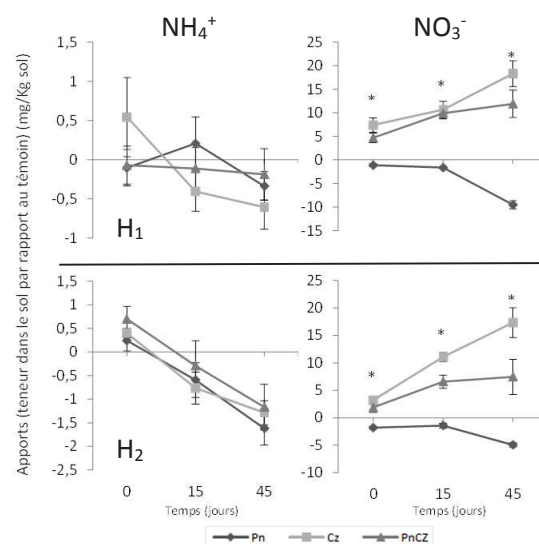 NH₄⁺ NO₃⁻
Apports (teneur dans le sol par rapport au témoin) (mg/Kg sol)
1,5
1
0,5
0
-0,5
-1
H₁
25
20
15
10
5
0
-5
-10
-15
* * *
1,5
1
0,5
0
-0,5
-1
-1,5
-2
-2,5
H₂
25
20
15
10
5
0
-5
-10
* * *
0 15 45
Temps (jours)
0 15 45
Temps (jours)
Pn Cz PnCZ